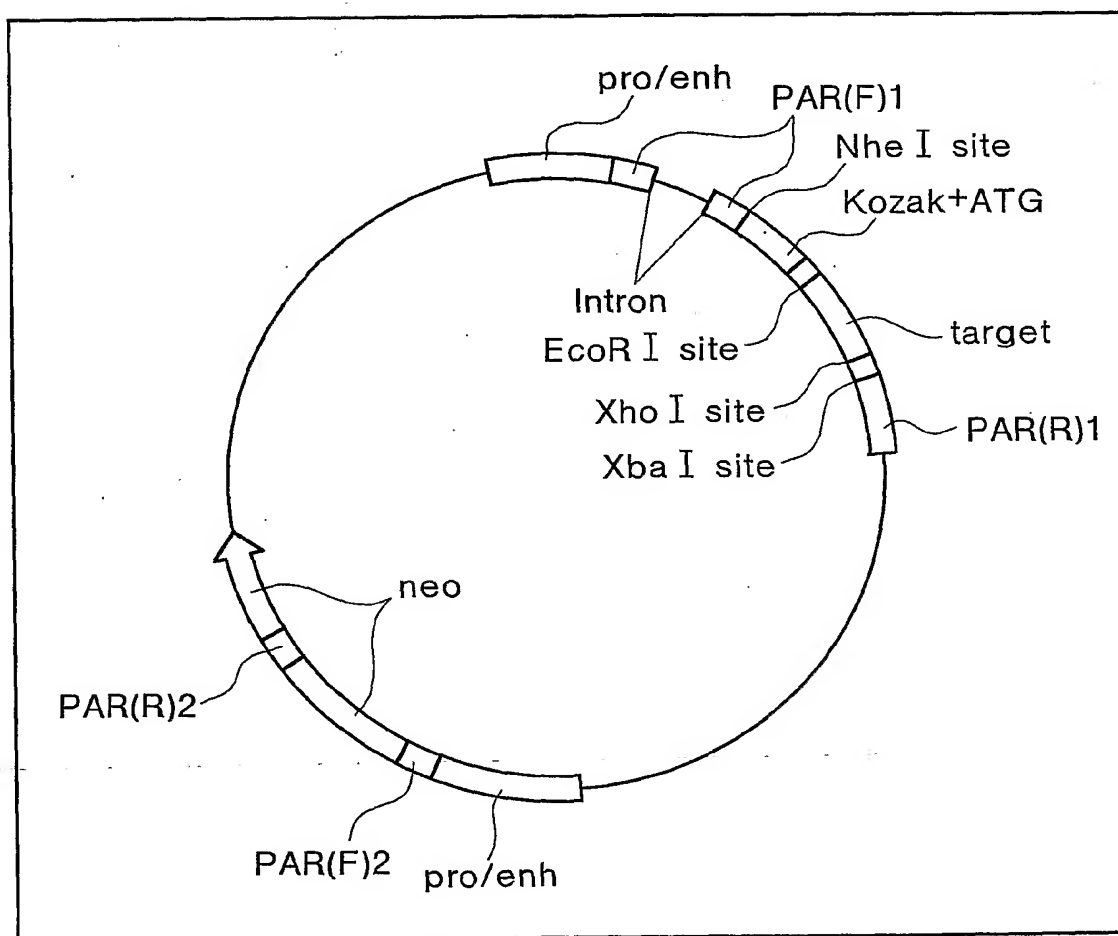 pro/enh
PAR(F)1
Nhe I site
Kozak+ATG
Intron
EcoR I site
target
Xho I site
PAR(R)1
Xba I site
neo
PAR(R)2
PAR(F)2
pro/enh